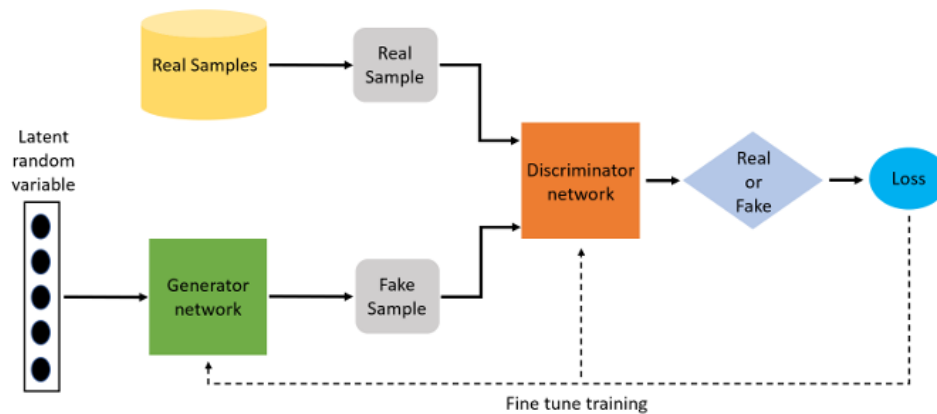 Real Samples
Real
Sample
Latent
random
variable
Discriminator
network
Real
or
Fake
Loss
Generator
network
Fake
Sample
Fine tune training